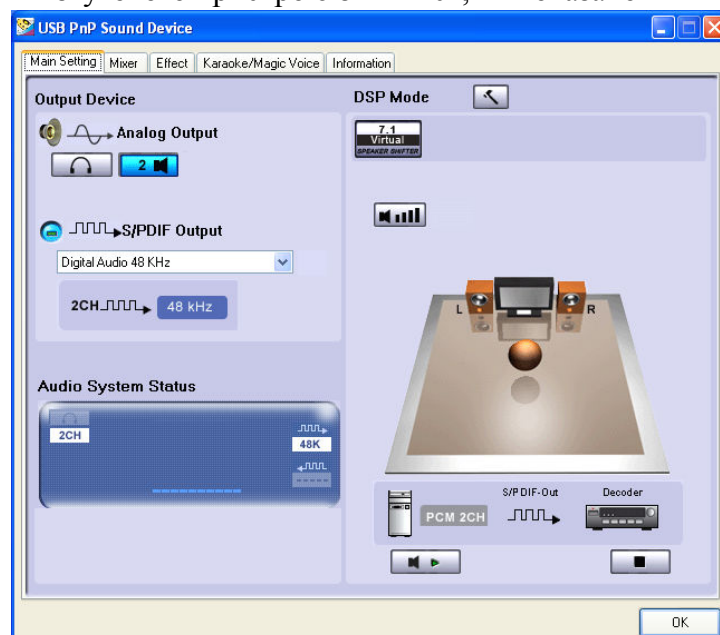 USB PnP Sound Device
Main Setting
Mixer
Effect
Karaoke/Magic Voice
Information
Output Device
Analog Output
2
S/PDIF Output
Digital Audio 48 KHz
2CH
48 kHz
Audio System Status
2CH
48K
DSP Mode
7.1
Virtual
SPEAKER SHIFTER
L
R
S/PDIF-Out
Decoder
PCM 2CH
OK